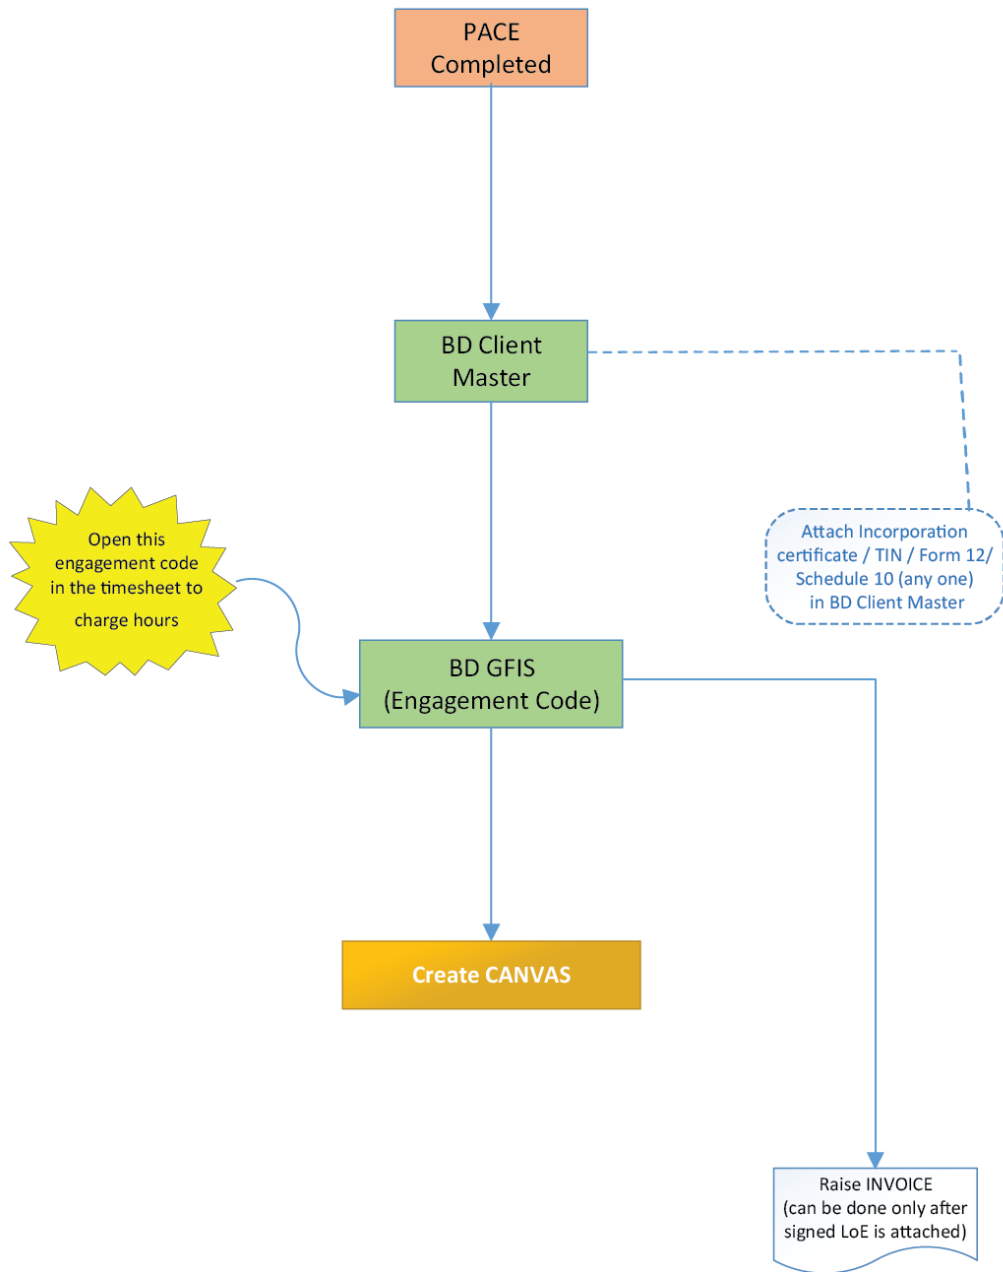 PACE
Completed
BD Client
Master
Open this
engagement code
in the timesheet to
charge hours
Attach Incorporation
certificate / TIN / Form 12/
Schedule 10 (any one)
in BD Client Master
BD GFIS
(Engagement Code)
Create CANVAS
Raise INVOICE
(can be done only after
signed LoE is attached)